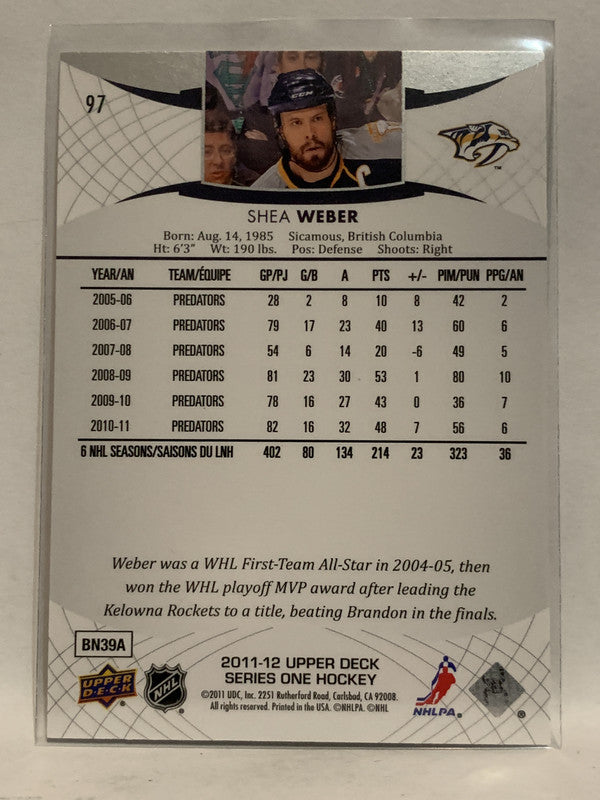 97
CCM
C
TM
SHEA WEBER
Born: Aug. 14, 1985 Sicamous, British Columbia
Ht: 6'3" Wt: 190 lbs. Pos: Defense Shoots: Right
YEAR/AN TEAM/ÉQUIPE GP/PJ G/B A PTS +/- PIM/PUN PPG/AN
2005-06 PREDATORS 28 2 8 10 8 42 2
2006-07 PREDATORS 79 17 23 40 13 60 6
2007-08 PREDATORS 54 6 14 20 -6 49 5
2008-09 PREDATORS 81 23 30 53 1 80 10
2009-10 PREDATORS 78 16 27 43 0 36 7
2010-11 PREDATORS 82 16 32 48 7 56 6
6 NHL SEASONS/SAISONS DU LNH 402 80 134 214 23 323 36
Weber was a WHL First-Team All-Star in 2004-05, then
won the WHL playoff MVP award after leading the
Kelowna Rockets to a title, beating Brandon in the finals.
BN39A
UPPER DECK
NHL
2011-12 UPPER DECK
SERIES ONE HOCKEY
©2011 UDC, Inc. 2251 Rutherford Road, Carlsbad, CA 92008.
All rights reserved. Printed in the USA. ©NHLPA. ©NHL
NHLPA.
®